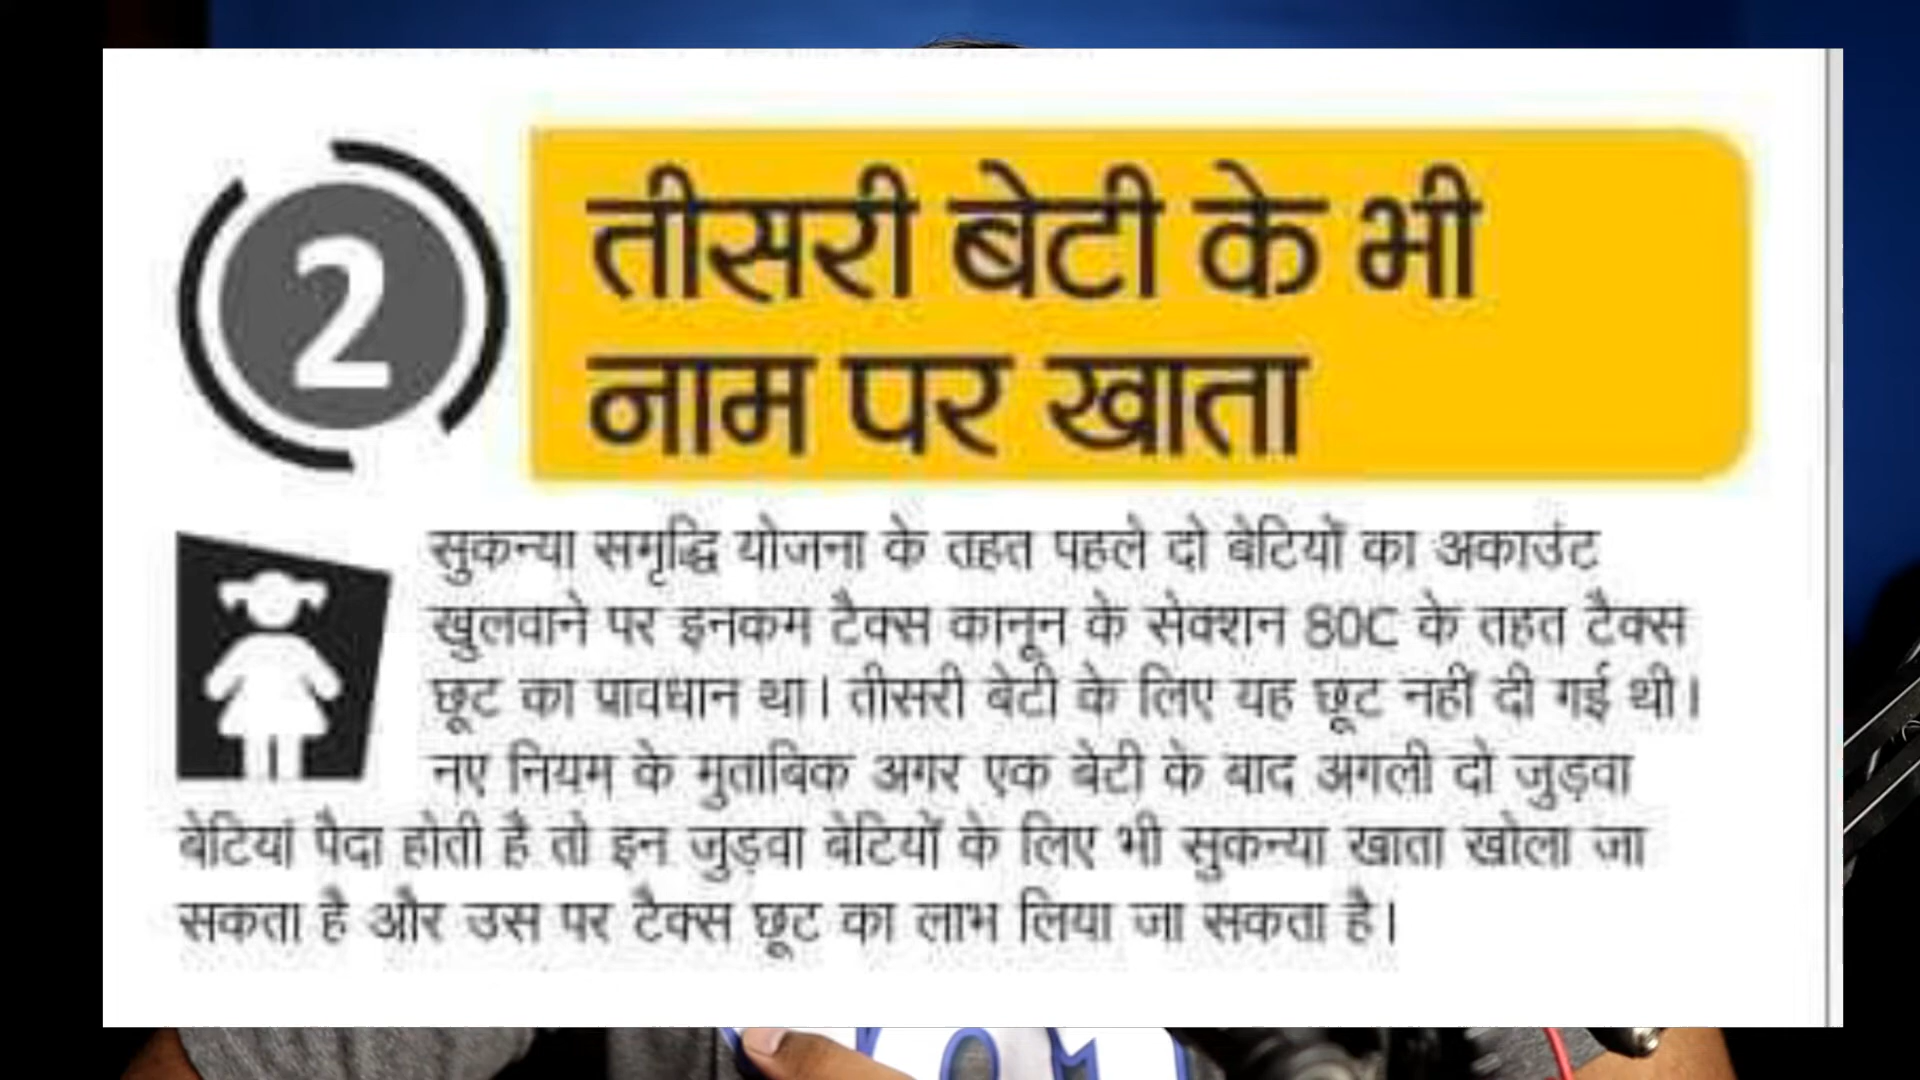 2
तीसरी बेटी के भी
नाम पर खाता
सुकन्या समृद्धि योजना के तहत पहले दो बेटियों का अकाउंट
खुलवाने पर इनकम टैक्स कानून के सेक्शन 80C के तहत टैक्स
छूट का प्रावधान था। तीसरी बेटी के लिए यह छूट नहीं दी गई थी।
नए नियम के मुताबिक अगर एक बेटी के बाद अगली दो जुड़वा
बेटियां पैदा होती है तो इन जुड़वा बेटियों के लिए भी सुकन्या खाता खोला जा
सकता है और उस पर टैक्स छूट का लाभ लिया जा सकता है।